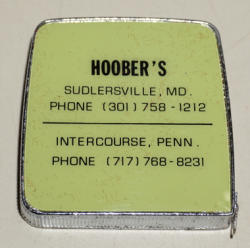 HOOBER'S
SUDLERSVILLE, MD.
PHONE (301) 758-1212
INTERCOURSE, PENN.
PHONE (717) 768-8231